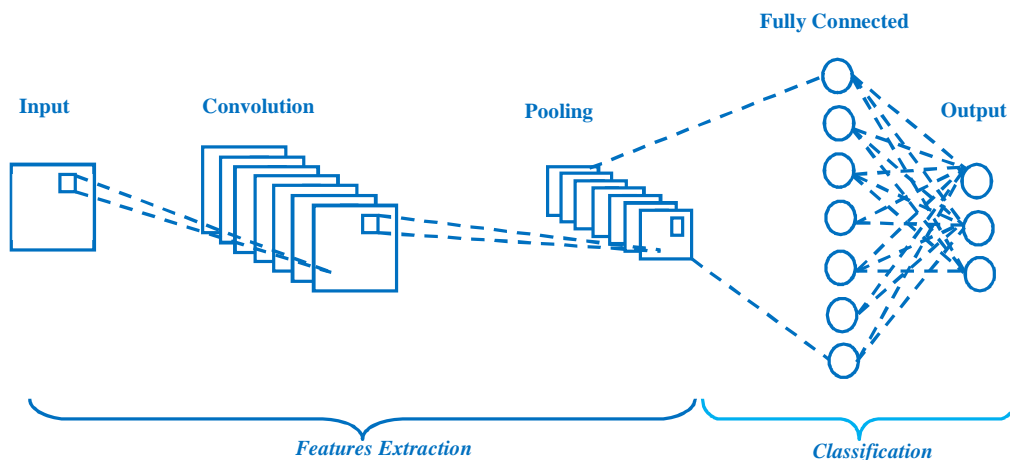 Fully Connected
Input
Convolution
Pooling
Output
Features Extraction
Classification